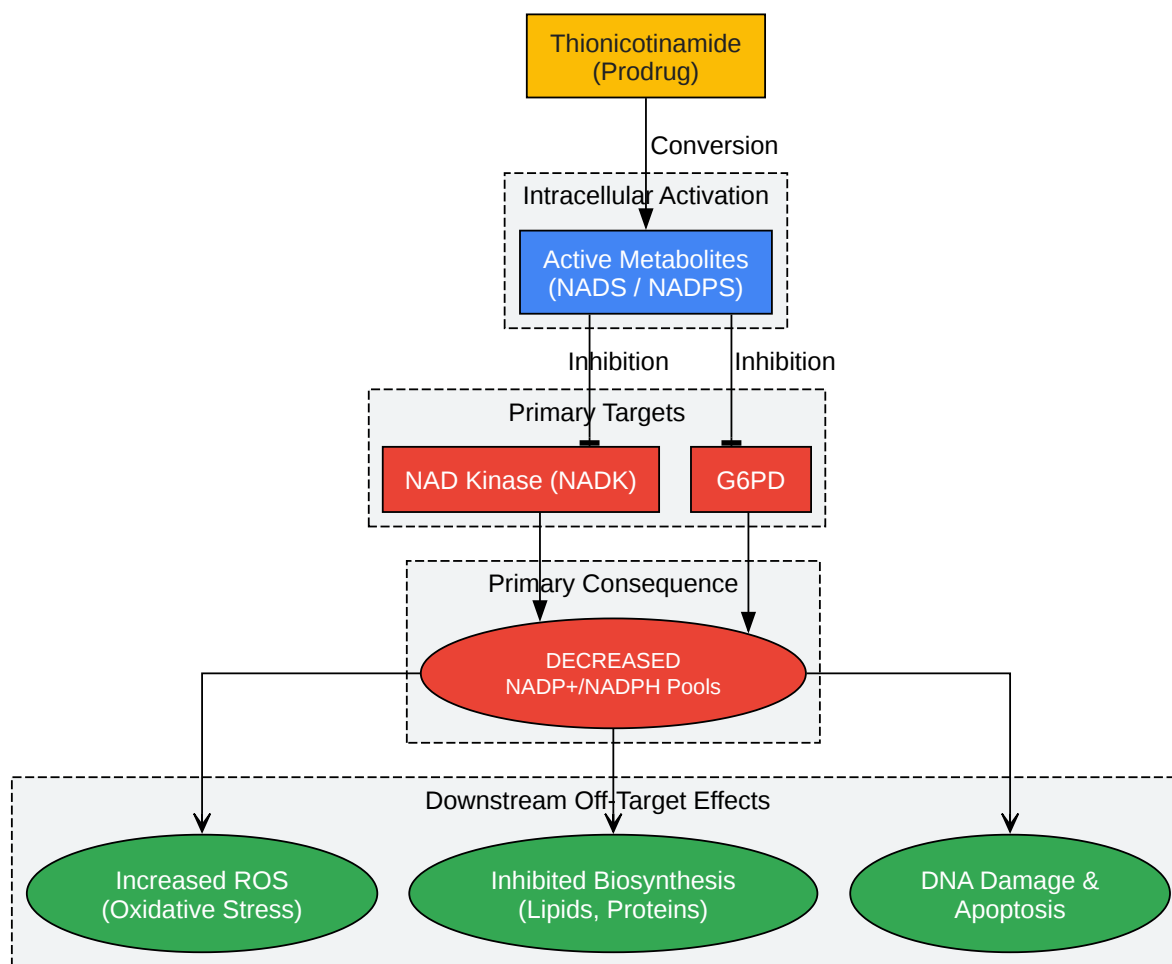 Thionicotinamide
(Prodrug)
Conversion
Intracellular Activation
Active Metabolites
(NADS / NADPS)
Inhibition
Inhibition
Primary Targets
NAD Kinase (NADK)
G6PD
Primary Consequence
DECREASED
NADP+/NADPH Pools
Downstream Off-Target Effects
Increased ROS
(Oxidative Stress)
Inhibited Biosynthesis
(Lipids, Proteins)
DNA Damage &
Apoptosis